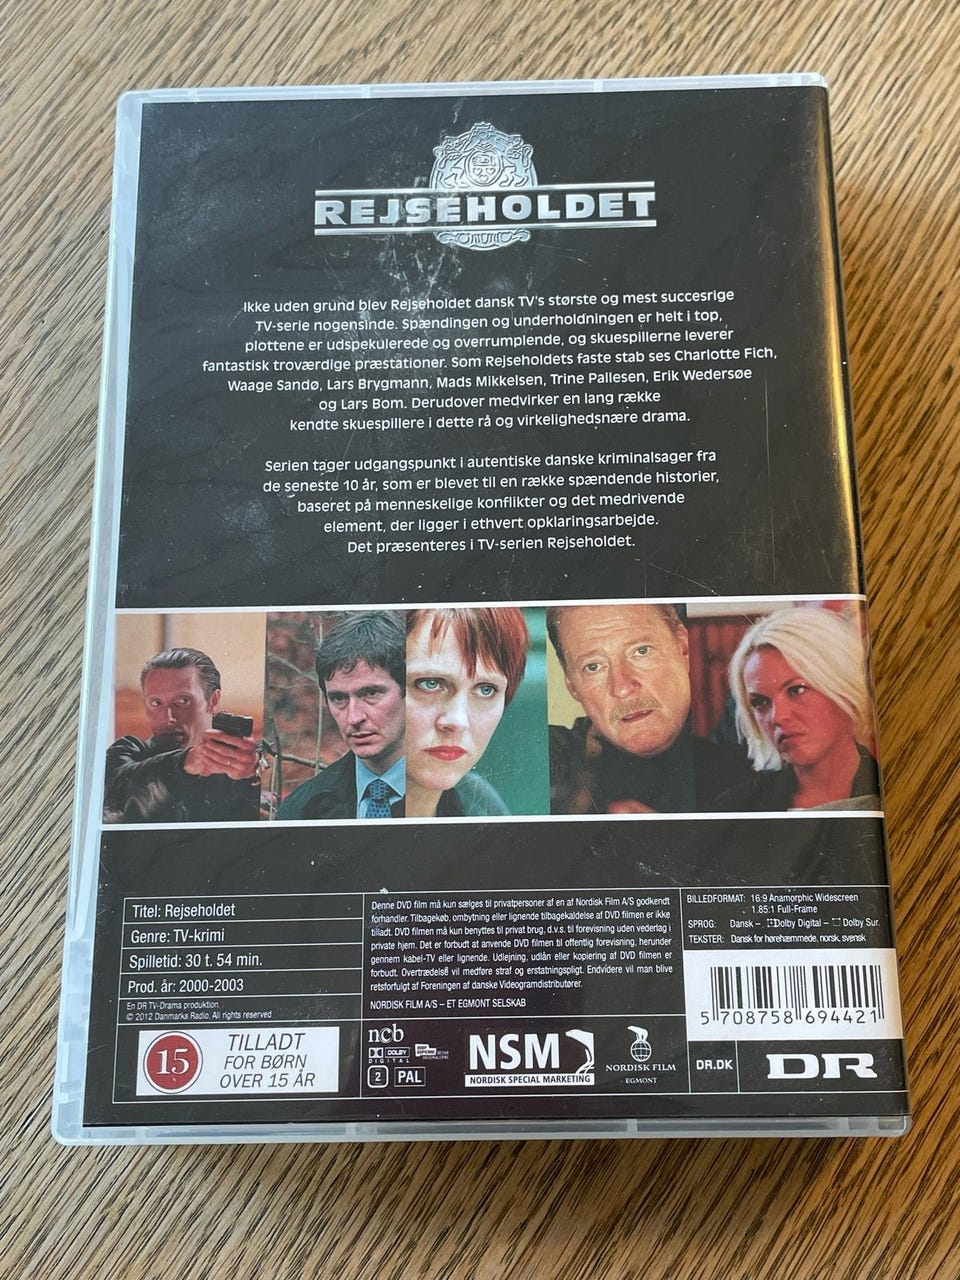 REJSEHOLDET
Ikke uden grund blev Rejseholdet dansk TV's største og mest succesrige
TV-serie nogensinde. Spændingen og underholdningen er helt i top,
plottene er udspekulerede og overrumplende, og skuespillerne leverer
fantastisk troværdige præstationer. Som Rejseholdets faste stab ses Charlotte Fich,
Waage Sandø, Lars Brygmann, Mads Mikkelsen, Trine Pallesen, Erik Wedersøe
og Lars Bom. Derudover medvirker en lang række
kendte skuespillere i dette rå og virkelighedsnære drama.
Serien tager udgangspunkt i autentiske danske kriminalsager fra
de seneste 10 år, som er blevet til en række spændende historier,
baseret på menneskelige konflikter og det medrivende
element, der ligger i ethvert opklaringsarbejde.
Det præsenteres i TV-serien Rejseholdet.
Titel: Rejseholdet
Genre: TV-krimi
Spilletid: 30 t. 54 min.
Prod. år: 2000-2003
En DR TV-Drama produktion.
© 2012 Danmarks Radio. All rights reserved
15
TILLADT
FOR BØRN
OVER 15 ÅR
Denne DVD film må kun sælges til privatpersoner af en af Nordisk Film A/S godkendt
forhandler. Tilbagekøb, ombytning eller lignende tilbagekaldelse af DVD filmen er ikke
tilladt. DVD filmen må kun benyttes til privat brug, d.v.s. til forevisning uden vederlag i
private hjem. Det er forbudt at anvende DVD filmen til offentlig forevisning, herunder
gennem kabel-TV eller lignende. Udlejning, udlån eller kopiering af DVD filmen er
forbudt. Overtrædelse vil medføre straf og erstatningspligt. Endvidere vil man blive
retsforfulgt af Foreningen af danske Videogramdistributører.
NORDISK FILM A/S – ET EGMONT SELSKAB
ncb
DOLBY
DIGITAL
2 PAL
NSM
NORDISK SPECIAL MARKETING
NORDISK FILM
EGMONT
BILLEDFORMAT: 16:9 Anamorphic Widescreen
1.85:1 Full-Frame
SPROG: Dansk – Dolby Digital – Dolby Sur.
TEKSTER: Dansk for hørehæmmede, norsk, svensk
5 708758 694421
DR.DK
DR